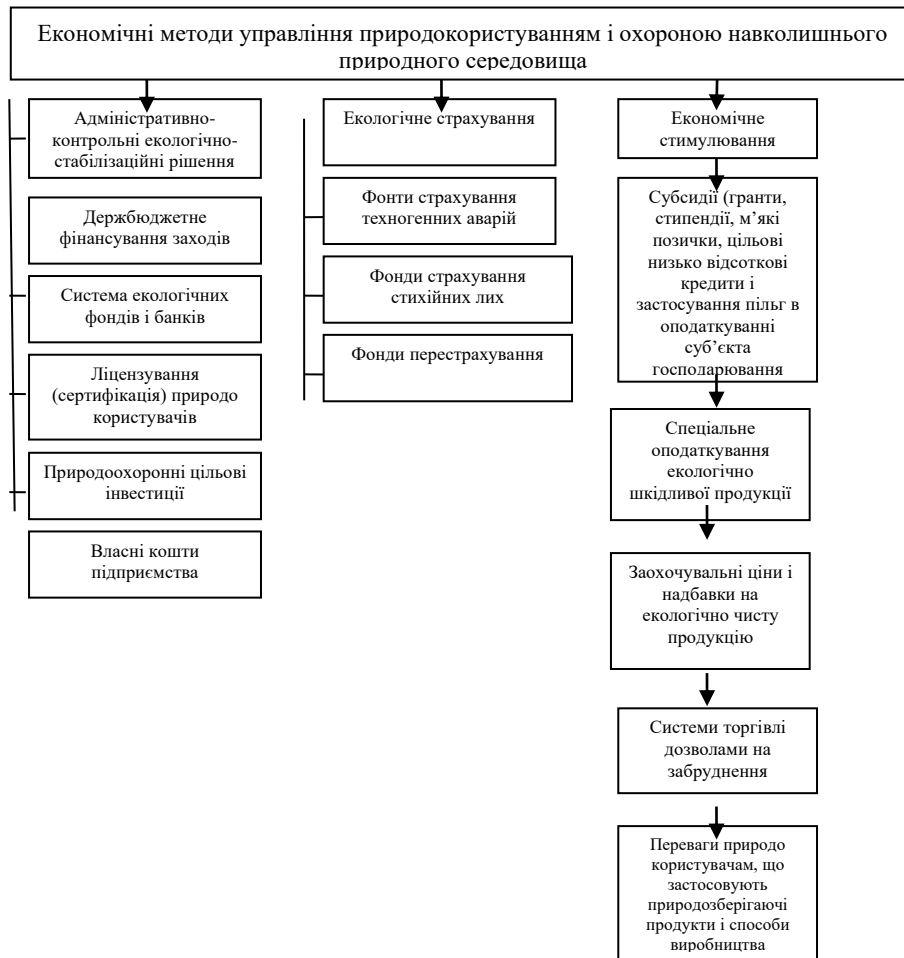 Економічні методи управління природокористуванням і охороною навколишнього
природного середовища
Адміністративно-
контрольні екологічно-
стабілізаційні рішення
Держбюджетне
фінансування заходів
Система екологічних
фондів і банків
Ліцензування
(сертифікація) природо
користувачів
Природоохоронні цільові
інвестиції
Власні кошти
підприємства
Екологічне страхування
Фонти страхування
техногенних аварій
Фонди страхування
стихійних лих
Фонди перестрахування
Економічне
стимулювання
Субсидії (гранти,
стипендії, м’які
позички, цільові
низько відсоткові
кредити і
застосування пільг в
оподаткуванні
суб’єкта
господарювання
Спеціальне
оподаткування
екологічно
шкідливої продукції
Заохочувальні ціни і
надбавки на
екологічно чисту
продукцію
Системи торгівлі
дозволами на
забруднення
Переваги природо
користувачам, що
застосовують
природозберігаючі
продукти і способи
виробництва